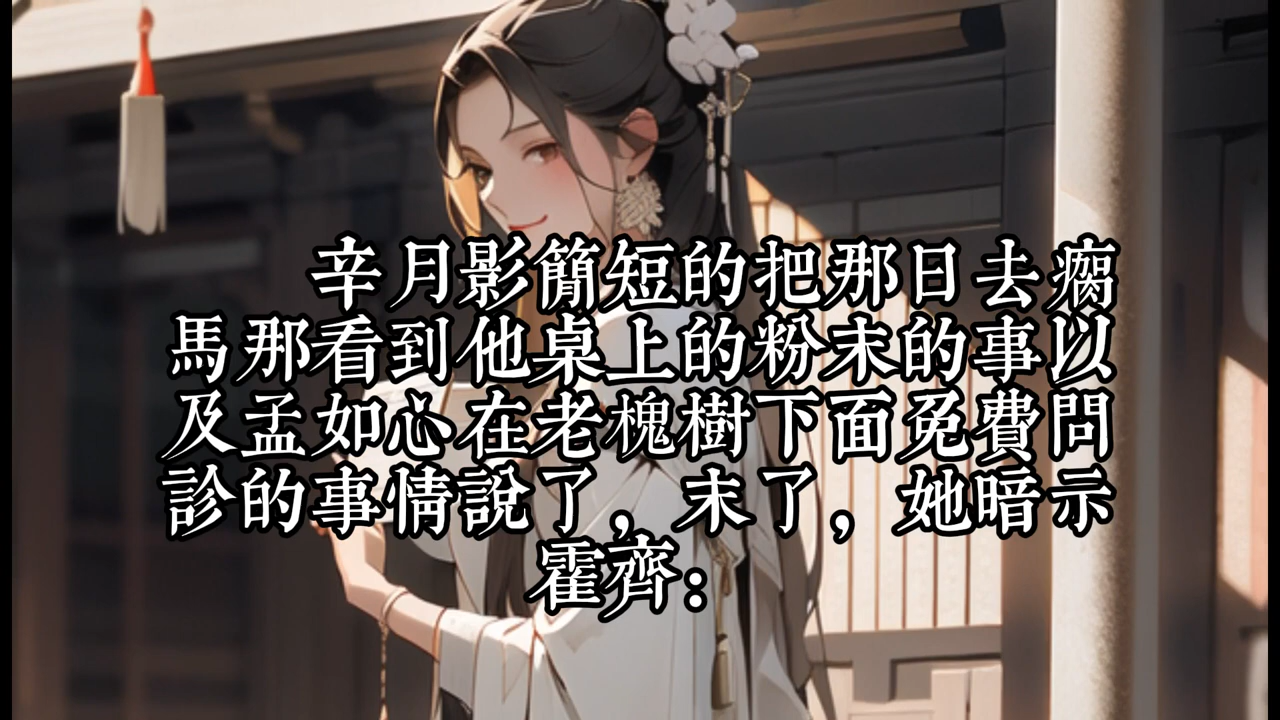 辛月影簡短的把那日去瘸
馬那看到他桌上的粉末的事以
及孟如心在老槐樹下面免費問
診的事情說了，末了，她暗示
霍齊：